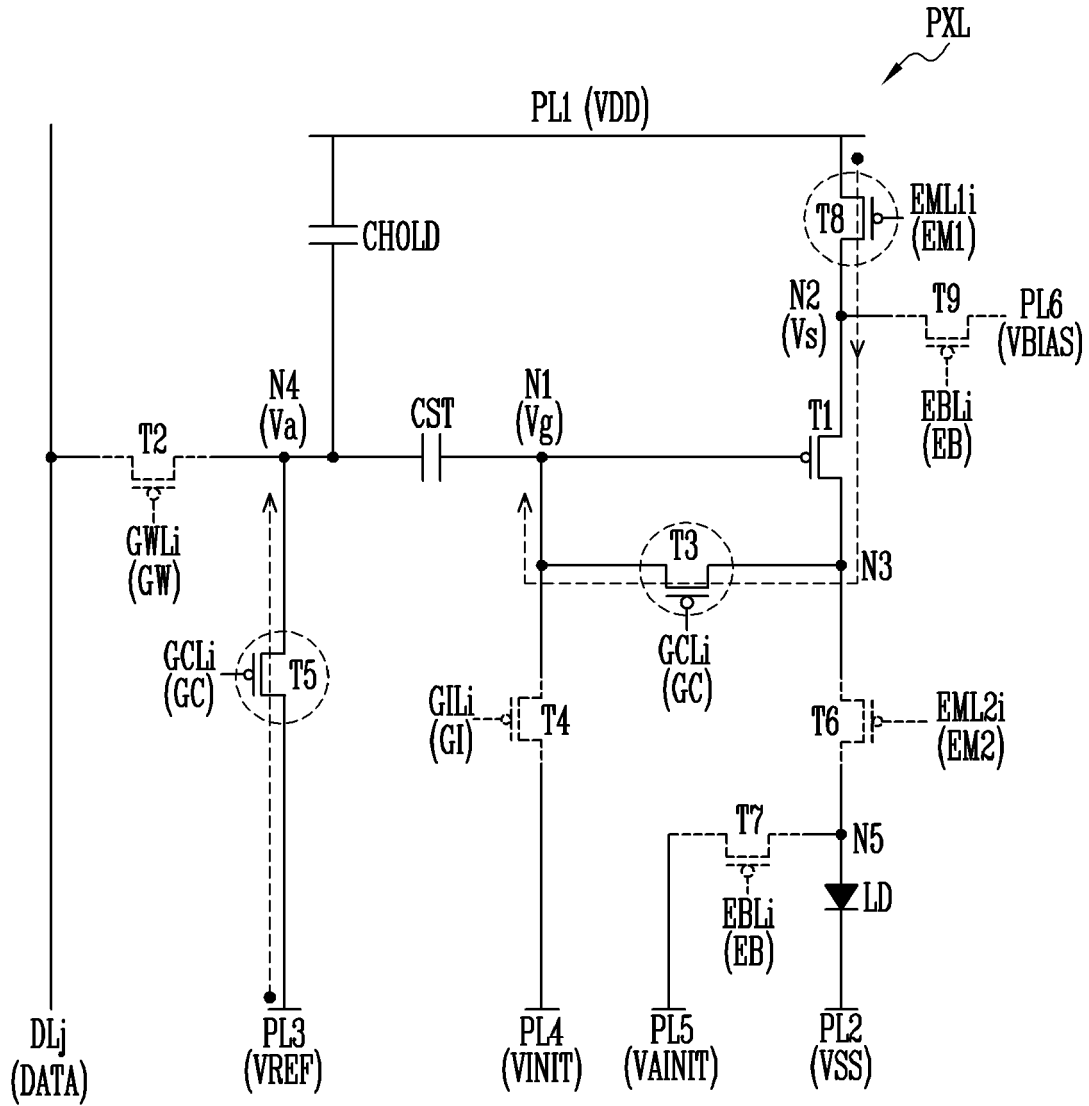 PXL
PL1 (VDD)
CHOLD
T8
EML1i
(EM1)
N2
(Vs)
T9
PL6
(VBIAS)
EBLi
(EB)
N4
(Va)
CST
N1
(Vg)
T1
T2
GWLi
(GW)
T3
N3
GCLi
(GC)
GCLi
(GC)
T5
GILi
(GI)
T4
T6
EML2i
(EM2)
T7
N5
EBLi
(EB)
LD
DLj
(DATA)
PL3
(VREF)
PL4
(VINIT)
PL5
(VAINIT)
PL2
(VSS)